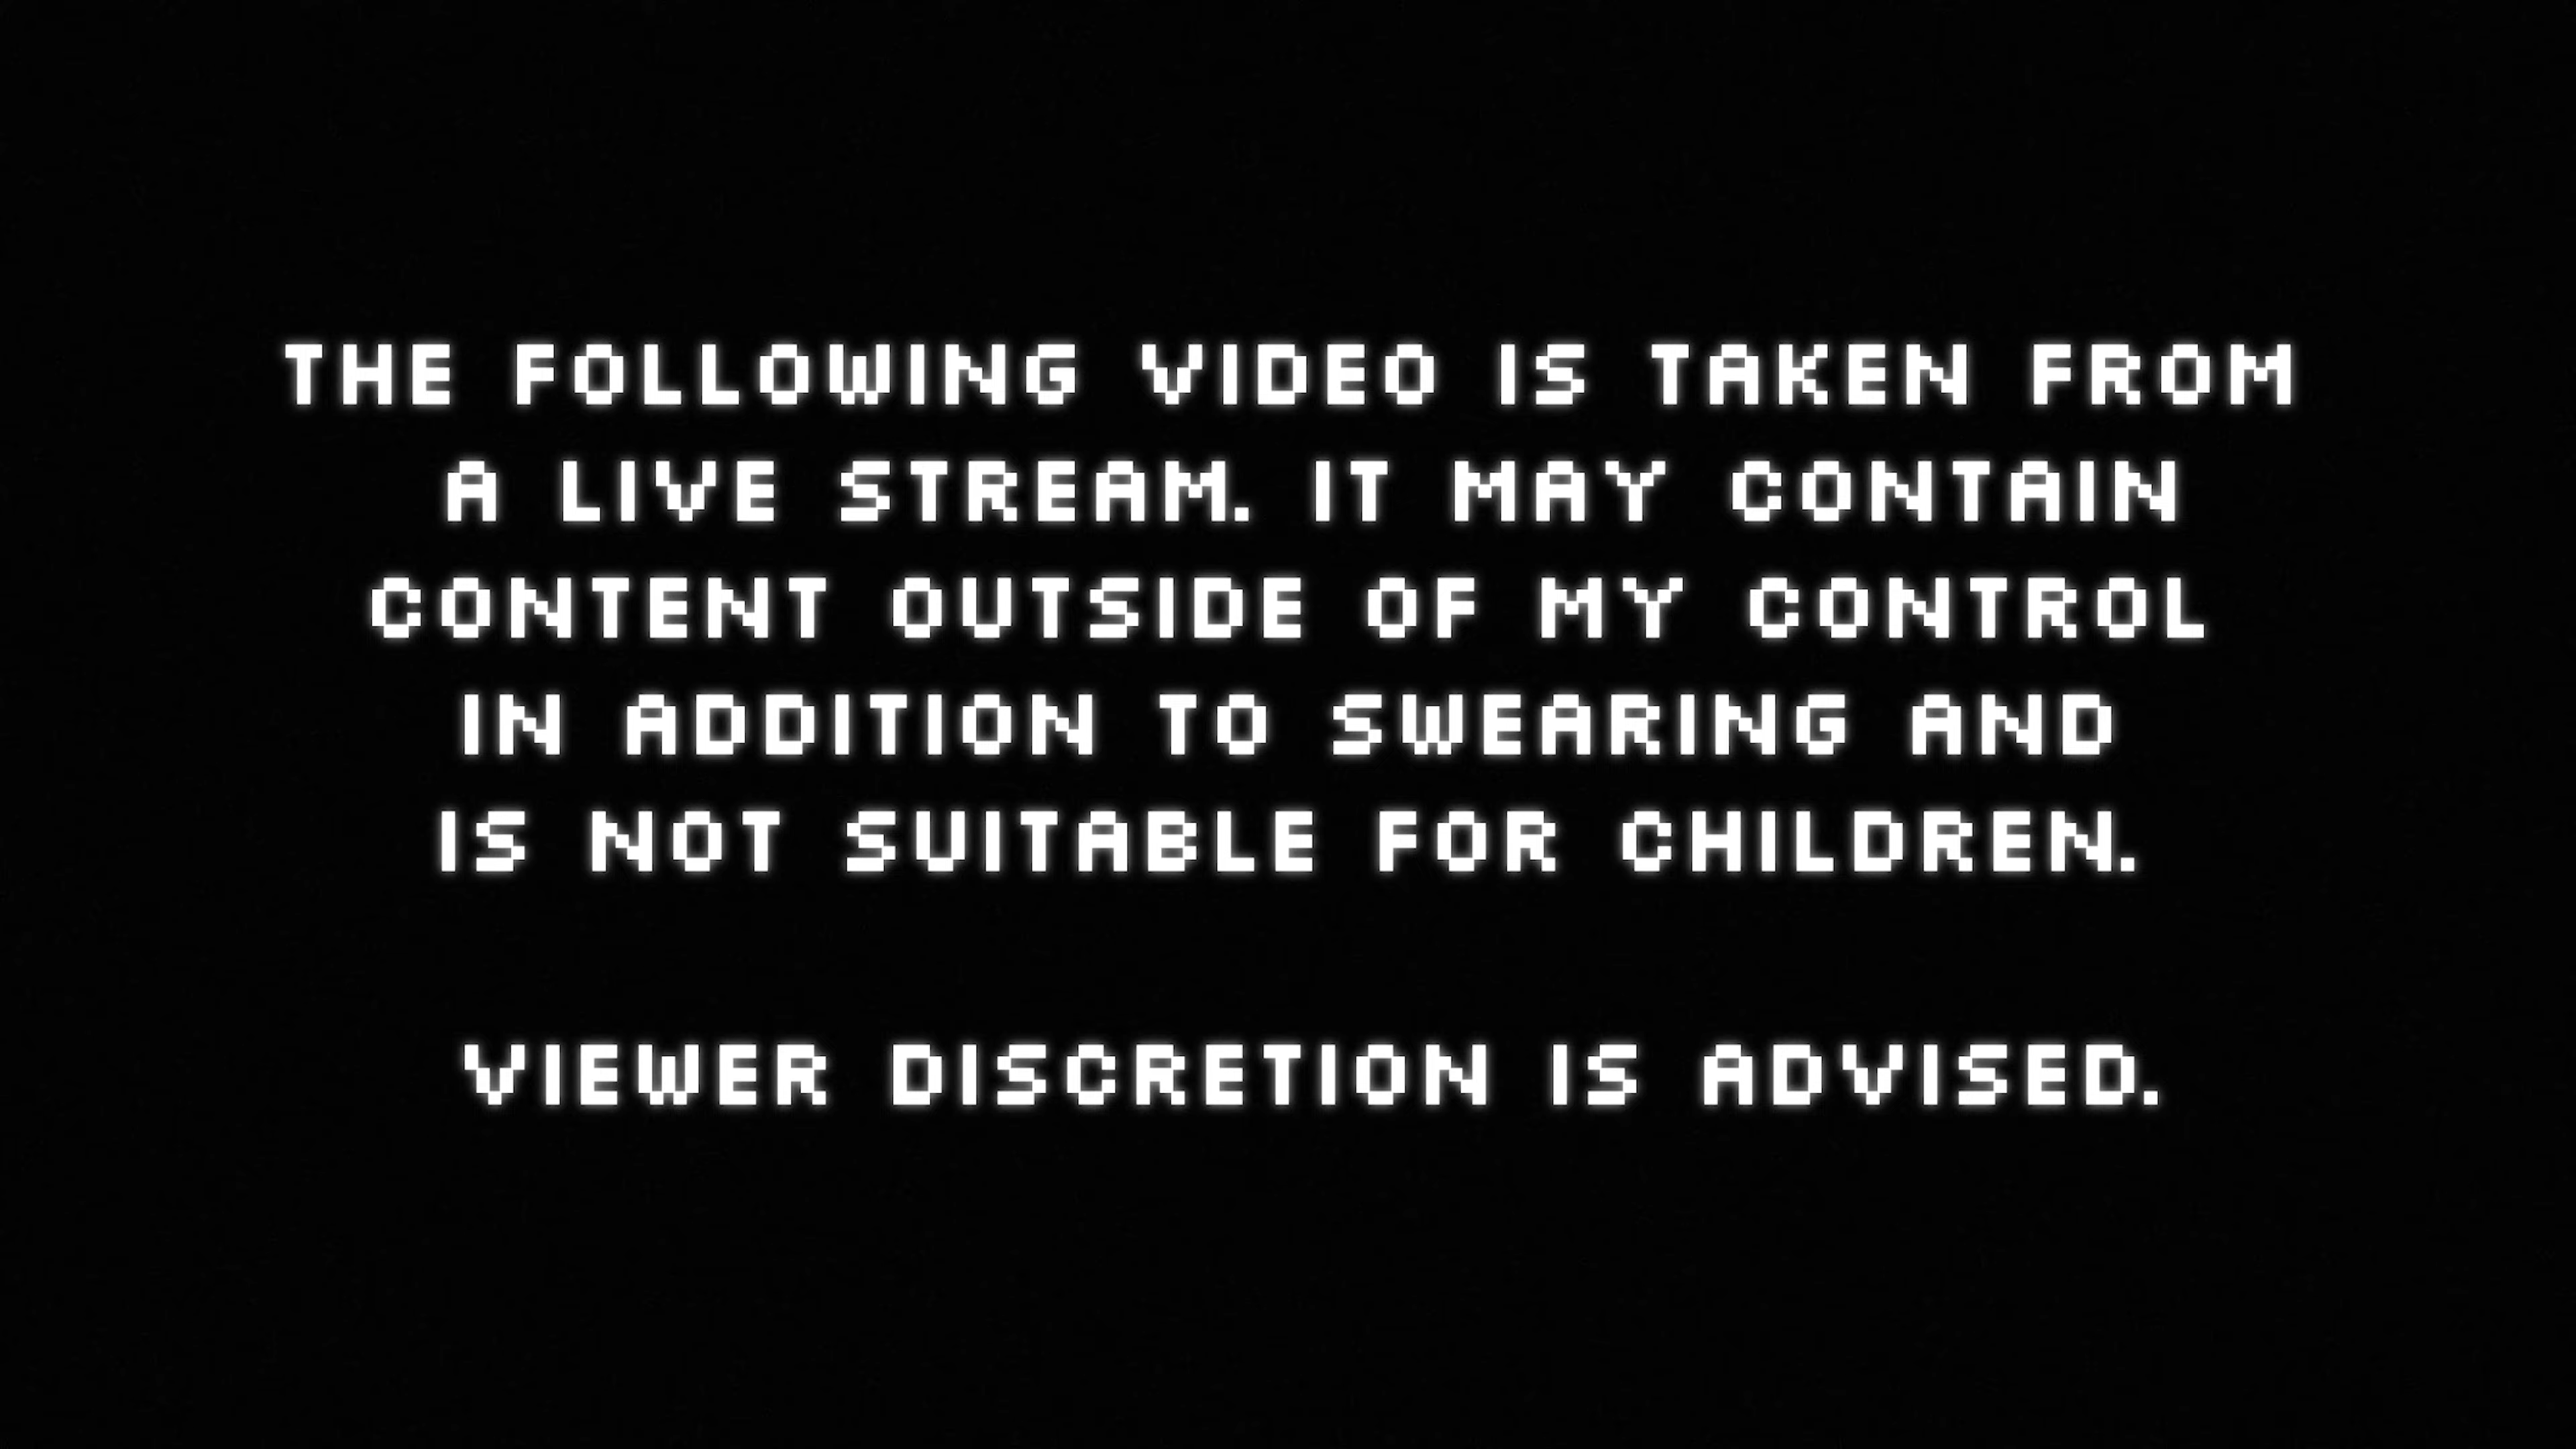 THE FOLLOWING VIDEO IS TAKEN FROM
A LIVE STREAM. IT MAY CONTAIN
CONTENT OUTSIDE OF MY CONTROL
IN ADDITION TO SWEARING AND
IS NOT SUITABLE FOR CHILDREN.
VIEWER DISCRETION IS ADVISED.